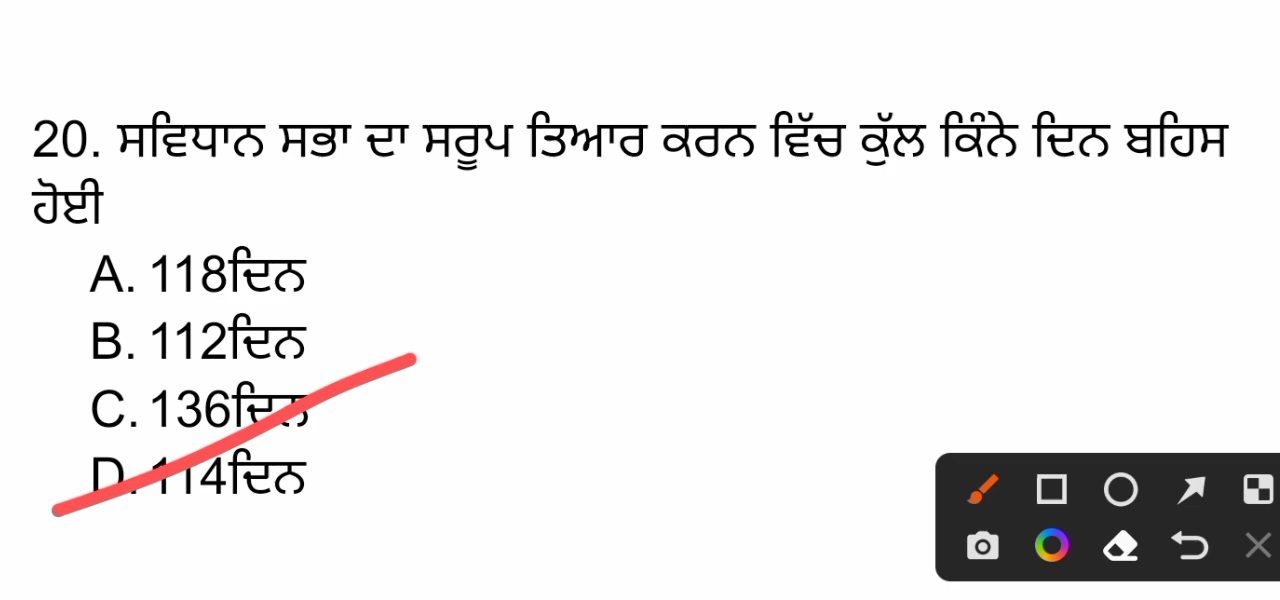 20. ਸਵਿਧਾਨ ਸਭਾ ਦਾ ਸਰੂਪ ਤਿਆਰ ਕਰਨ ਵਿੱਚ ਕੁੱਲ ਕਿੰਨੇ ਦਿਨ ਬਹਿਸ
ਹੋਈ
A. 118ਦਿਨ
B. 112ਦਿਨ
C. 136ਦਿਨ
D. 114ਦਿਨ